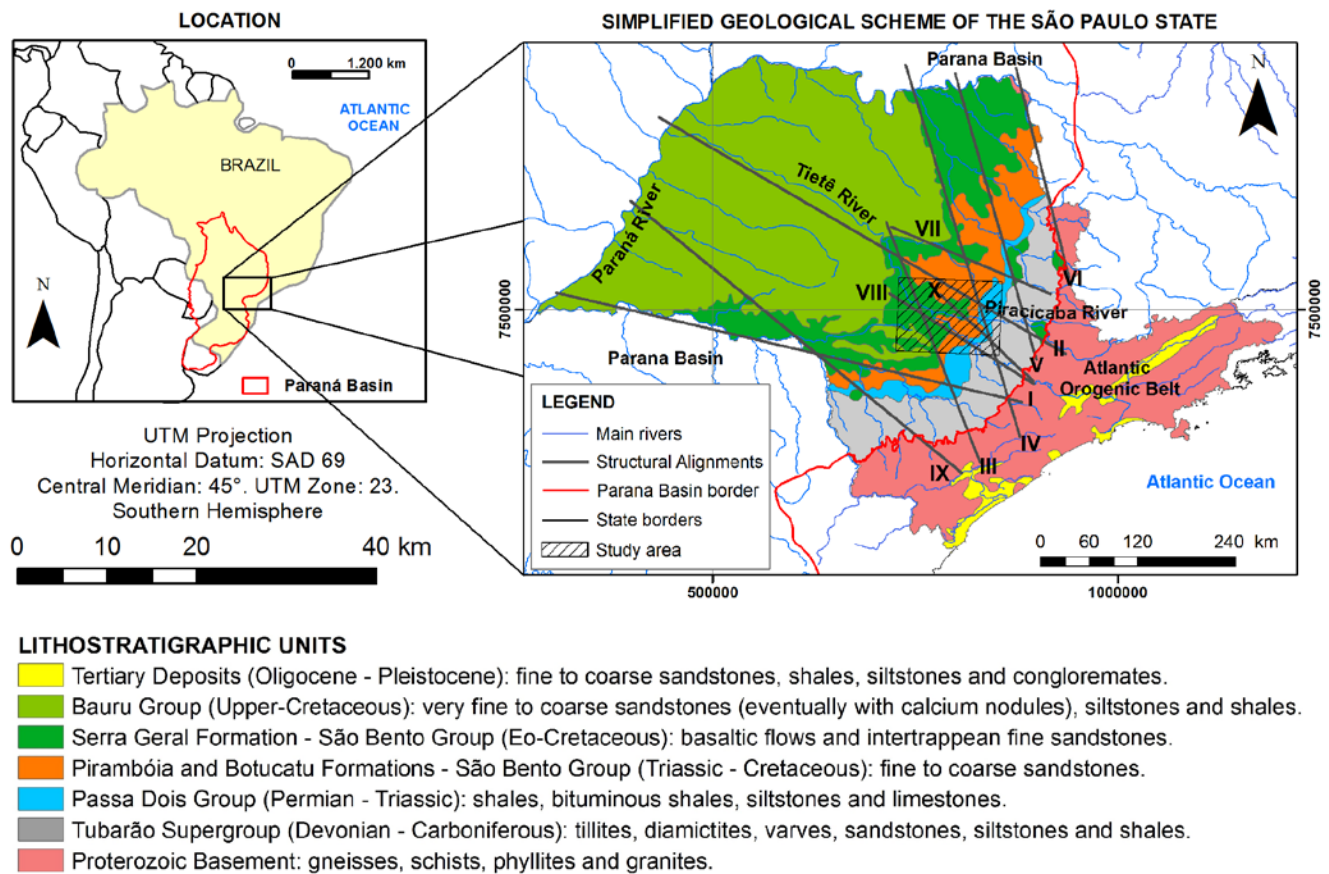 LOCATION
0 1.200 km
ATLANTIC
OCEAN
BRAZIL
N
Paraná Basin
UTM Projection
Horizontal Datum: SAD 69
Central Meridian: 45°. UTM Zone: 23.
Southern Hemisphere
0 10 20 40 km
SIMPLIFIED GEOLOGICAL SCHEME OF THE SÃO PAULO STATE
Parana Basin
N
Tietê River
Paraná River
VII
VI
VIII
X
Piracicaba River
7500000
7500000
II
Parana Basin
V
Atlantic
Orogenic Belt
I
IV
III
IX
Atlantic Ocean
LEGEND
Main rivers
Structural Alignments
Parana Basin border
State borders
Study area
0 60 120 240 km
500000
1000000
LITHOSTRATIGRAPHIC UNITS
Tertiary Deposits (Oligocene - Pleistocene): fine to coarse sandstones, shales, siltstones and conglomerates.
Bauru Group (Upper-Cretaceous): very fine to coarse sandstones (eventually with calcium nodules), siltstones and shales.
Serra Geral Formation - São Bento Group (Eo-Cretaceous): basaltic flows and intertrappean fine sandstones.
Pirambóia and Botucatu Formations - São Bento Group (Triassic - Cretaceous): fine to coarse sandstones.
Passa Dois Group (Permian - Triassic): shales, bituminous shales, siltstones and limestones.
Tubarão Supergroup (Devonian - Carboniferous): tillites, diamictites, varves, sandstones, siltstones and shales.
Proterozoic Basement: gneisses, schists, phyllites and granites.